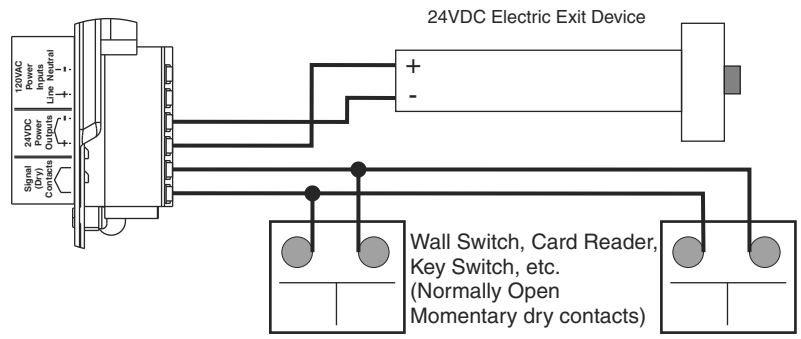 24VDC Electric Exit Device
120VAC
Power
Inputs
Line Neutral
- +
24VDC
Power
Outputs
- +
Signal
(Dry)
Contacts
+
-
Wall Switch, Card Reader,
Key Switch, etc.
(Normally Open
Momentary dry contacts)